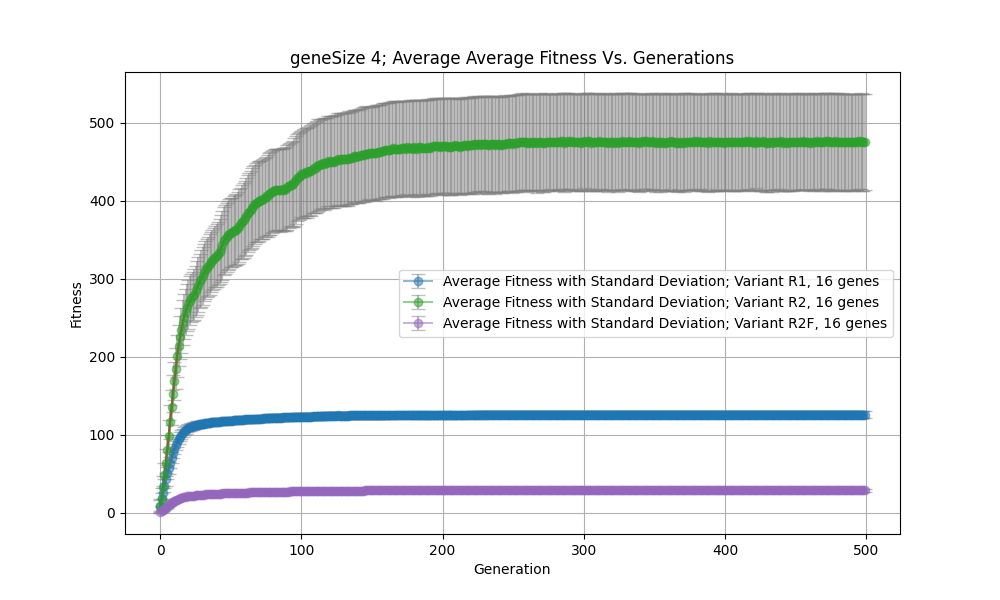 geneSize 4; Average Average Fitness Vs. Generations
Fitness
500
400
300
200
100
0
Average Fitness with Standard Deviation; Variant R1, 16 genes
Average Fitness with Standard Deviation; Variant R2, 16 genes
Average Fitness with Standard Deviation; Variant R2F, 16 genes
0 100 200 300 400 500
Generation